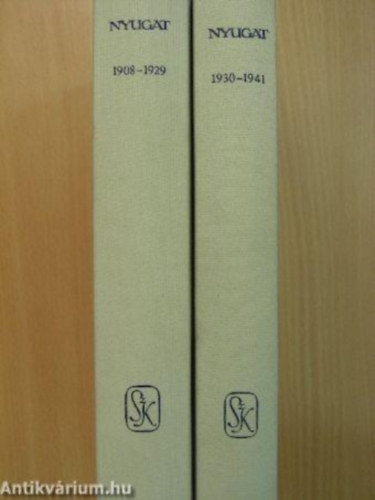 NYUGAT
1908-1929
SzK
NYUGAT
1930-1941
SzK
Antikvárium.hu